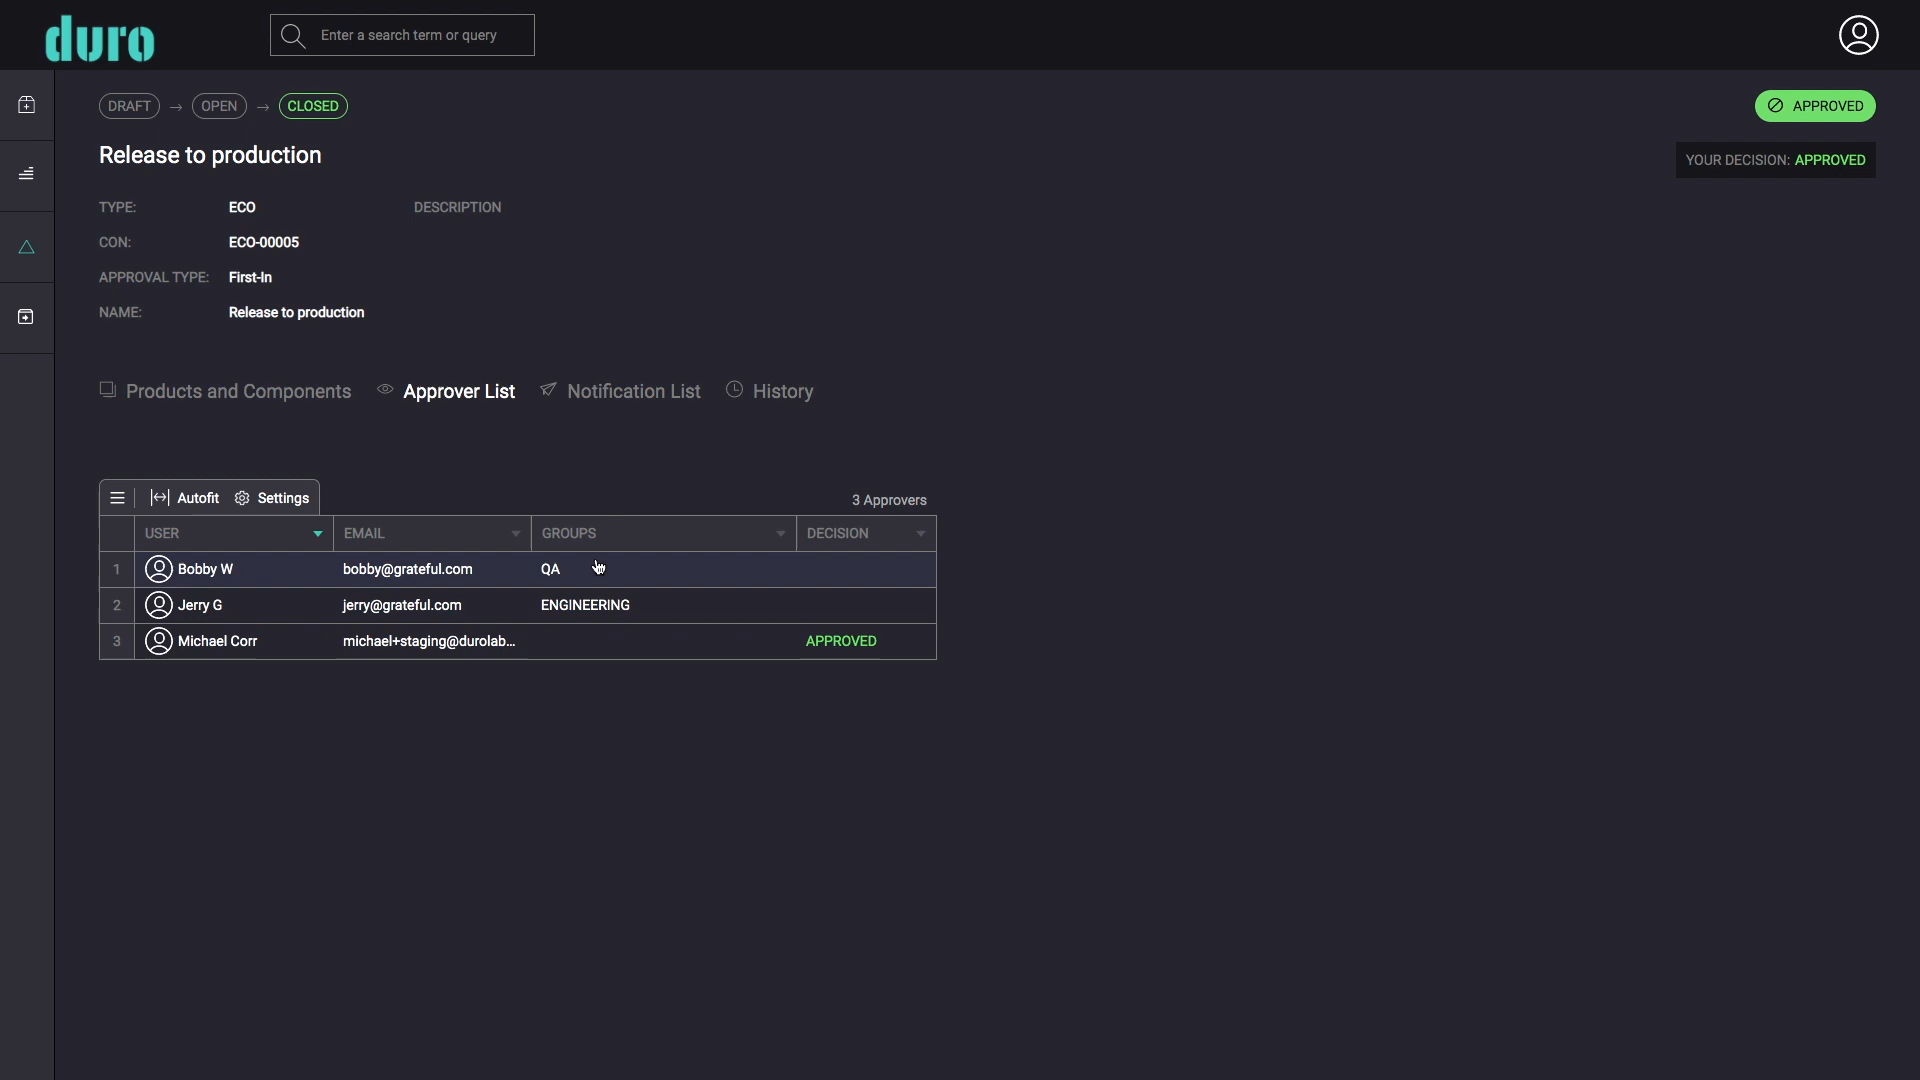 duro
Enter a search term or query
DRAFT → OPEN → CLOSED
APPROVED
Release to production
YOUR DECISION: APPROVED
TYPE: ECO DESCRIPTION
CON: ECO-00005
APPROVAL TYPE: First-In
NAME: Release to production
Products and Components Approver List Notification List History
Autofit Settings 3 Approvers
USER EMAIL GROUPS DECISION
1 Bobby W bobby@grateful.com QA
2 Jerry G jerry@grateful.com ENGINEERING
3 Michael Corr michael+staging@durolab... APPROVED